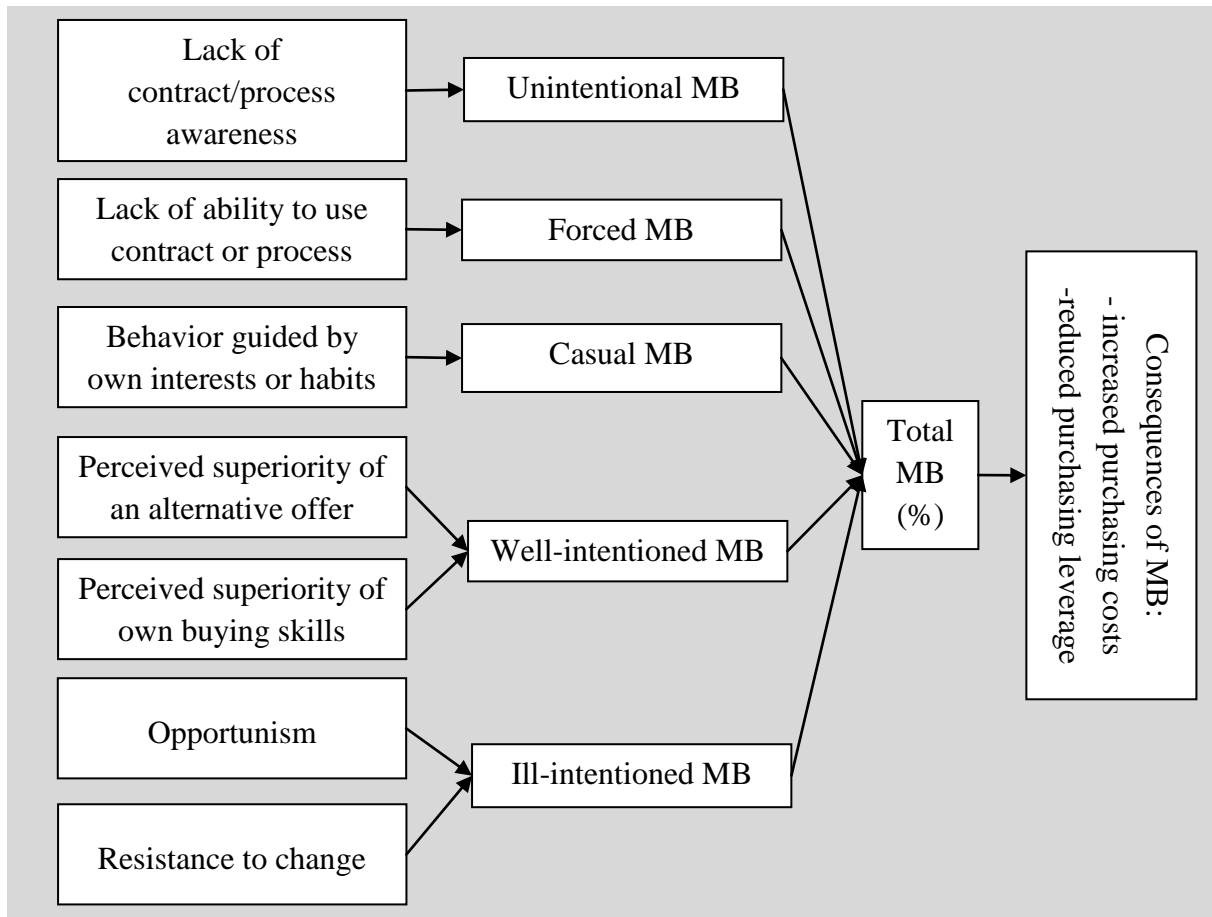 Lack of
contract/process
awareness
Unintentional MB
Lack of ability to use
contract or process
Forced MB
Behavior guided by
own interests or habits
Casual MB
Perceived superiority of
an alternative offer
Perceived superiority of
own buying skills
Well-intentioned MB
Opportunism
Resistance to change
Ill-intentioned MB
Total
MB
(%)
Consequences of MB:
- increased purchasing costs
-reduced purchasing leverage